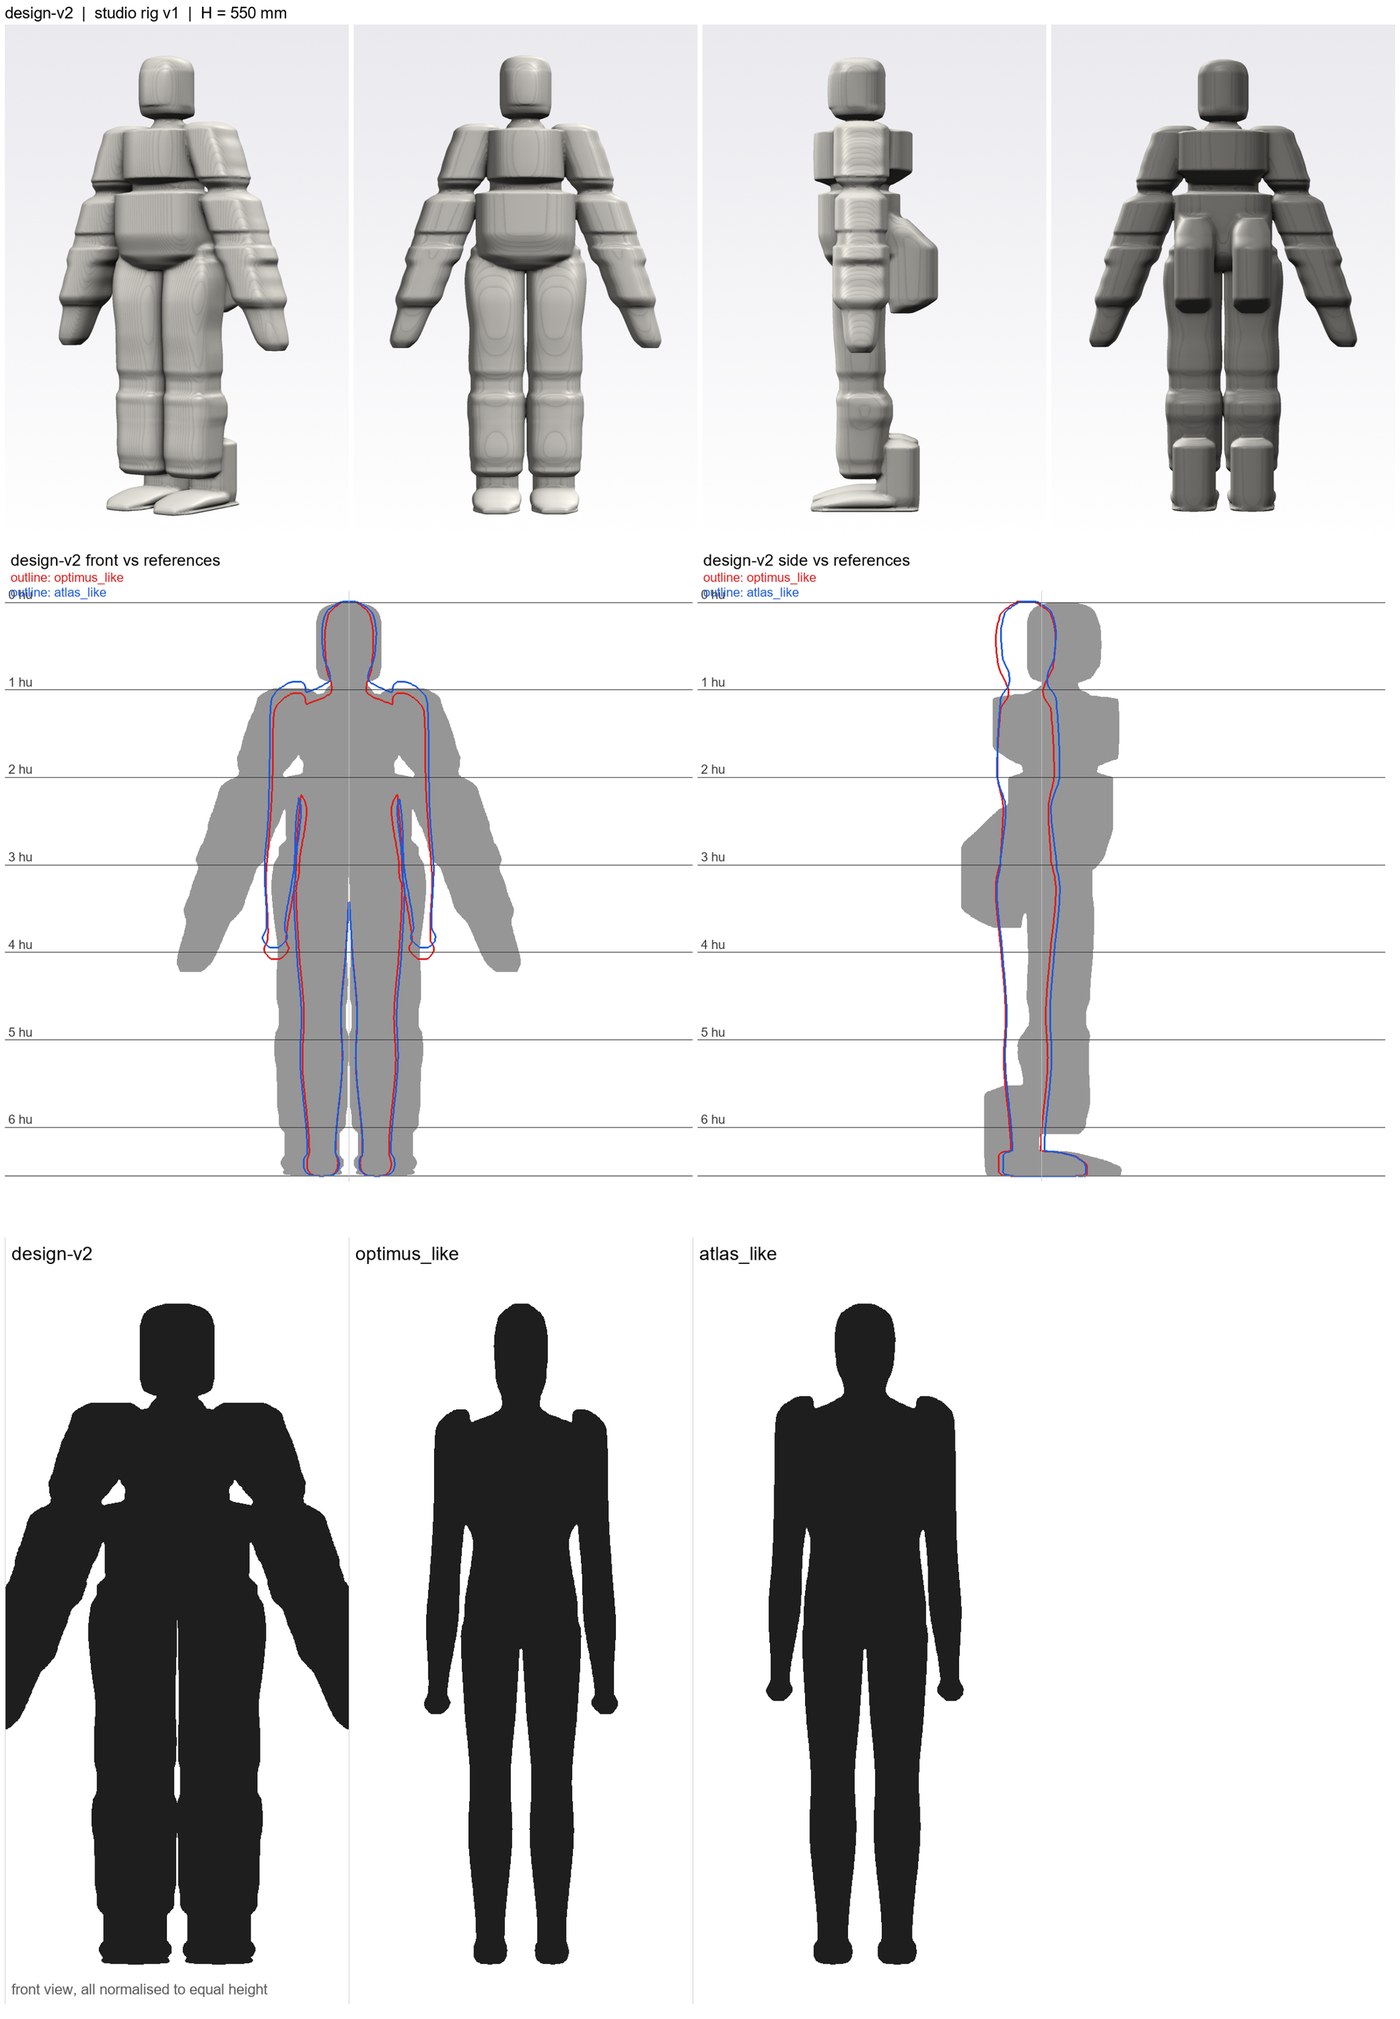 design-v2 | studio rig v1 | H = 550 mm
design-v2 front vs references
outline: optimus_like
outline: atlas_like
0 hu
1 hu
2 hu
3 hu
4 hu
5 hu
6 hu
design-v2 side vs references
outline: optimus_like
outline: atlas_like
0 hu
1 hu
2 hu
3 hu
4 hu
5 hu
6 hu
design-v2
optimus_like
atlas_like
front view, all normalised to equal height